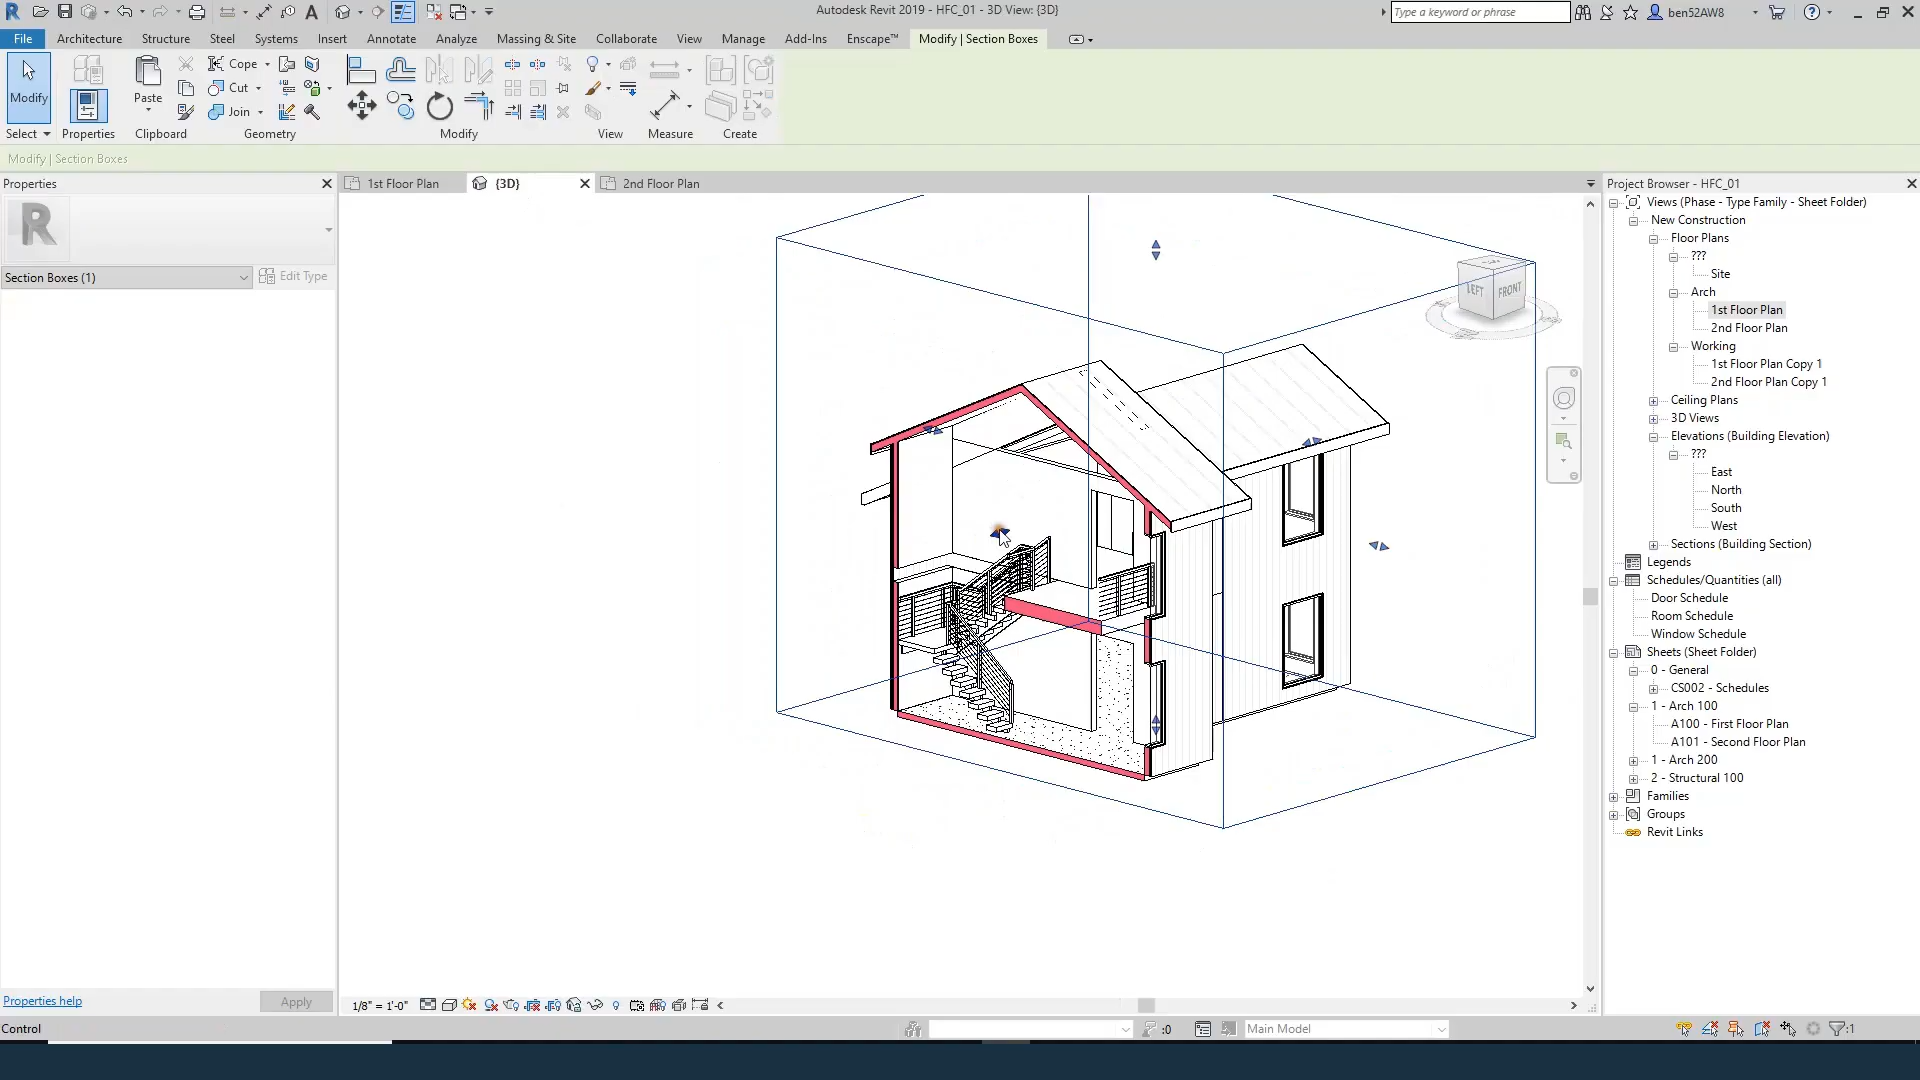 Autodesk Revit 2019 - HFC_01 - 3D View: {3D}
Type a keyword or phrase
ben52AW8
File
Architecture
Structure
Steel
Systems
Insert
Annotate
Analyze
Massing & Site
Collaborate
View
Manage
Add-Ins
Enscape™
Modify | Section Boxes
Modify
Paste
Cope
Cut
Join
Select
Properties
Clipboard
Geometry
Modify
View
Measure
Create
Modify | Section Boxes
Properties
1st Floor Plan
{3D}
2nd Floor Plan
Project Browser - HFC_01
Section Boxes (1)
Edit Type
LEFT
FRONT
Views (Phase - Type Family - Sheet Folder)
New Construction
Floor Plans
???
Site
Arch
1st Floor Plan
2nd Floor Plan
Working
1st Floor Plan Copy 1
2nd Floor Plan Copy 1
Ceiling Plans
3D Views
Elevations (Building Elevation)
???
East
North
South
West
Sections (Building Section)
Legends
Schedules/Quantities (all)
Door Schedule
Room Schedule
Window Schedule
Sheets (Sheet Folder)
0 - General
CS002 - Schedules
1 - Arch 100
A100 - First Floor Plan
A101 - Second Floor Plan
1 - Arch 200
2 - Structural 100
Families
Groups
Revit Links
Properties help
Apply
1/8" = 1'-0"
Control
:0
Main Model
:1